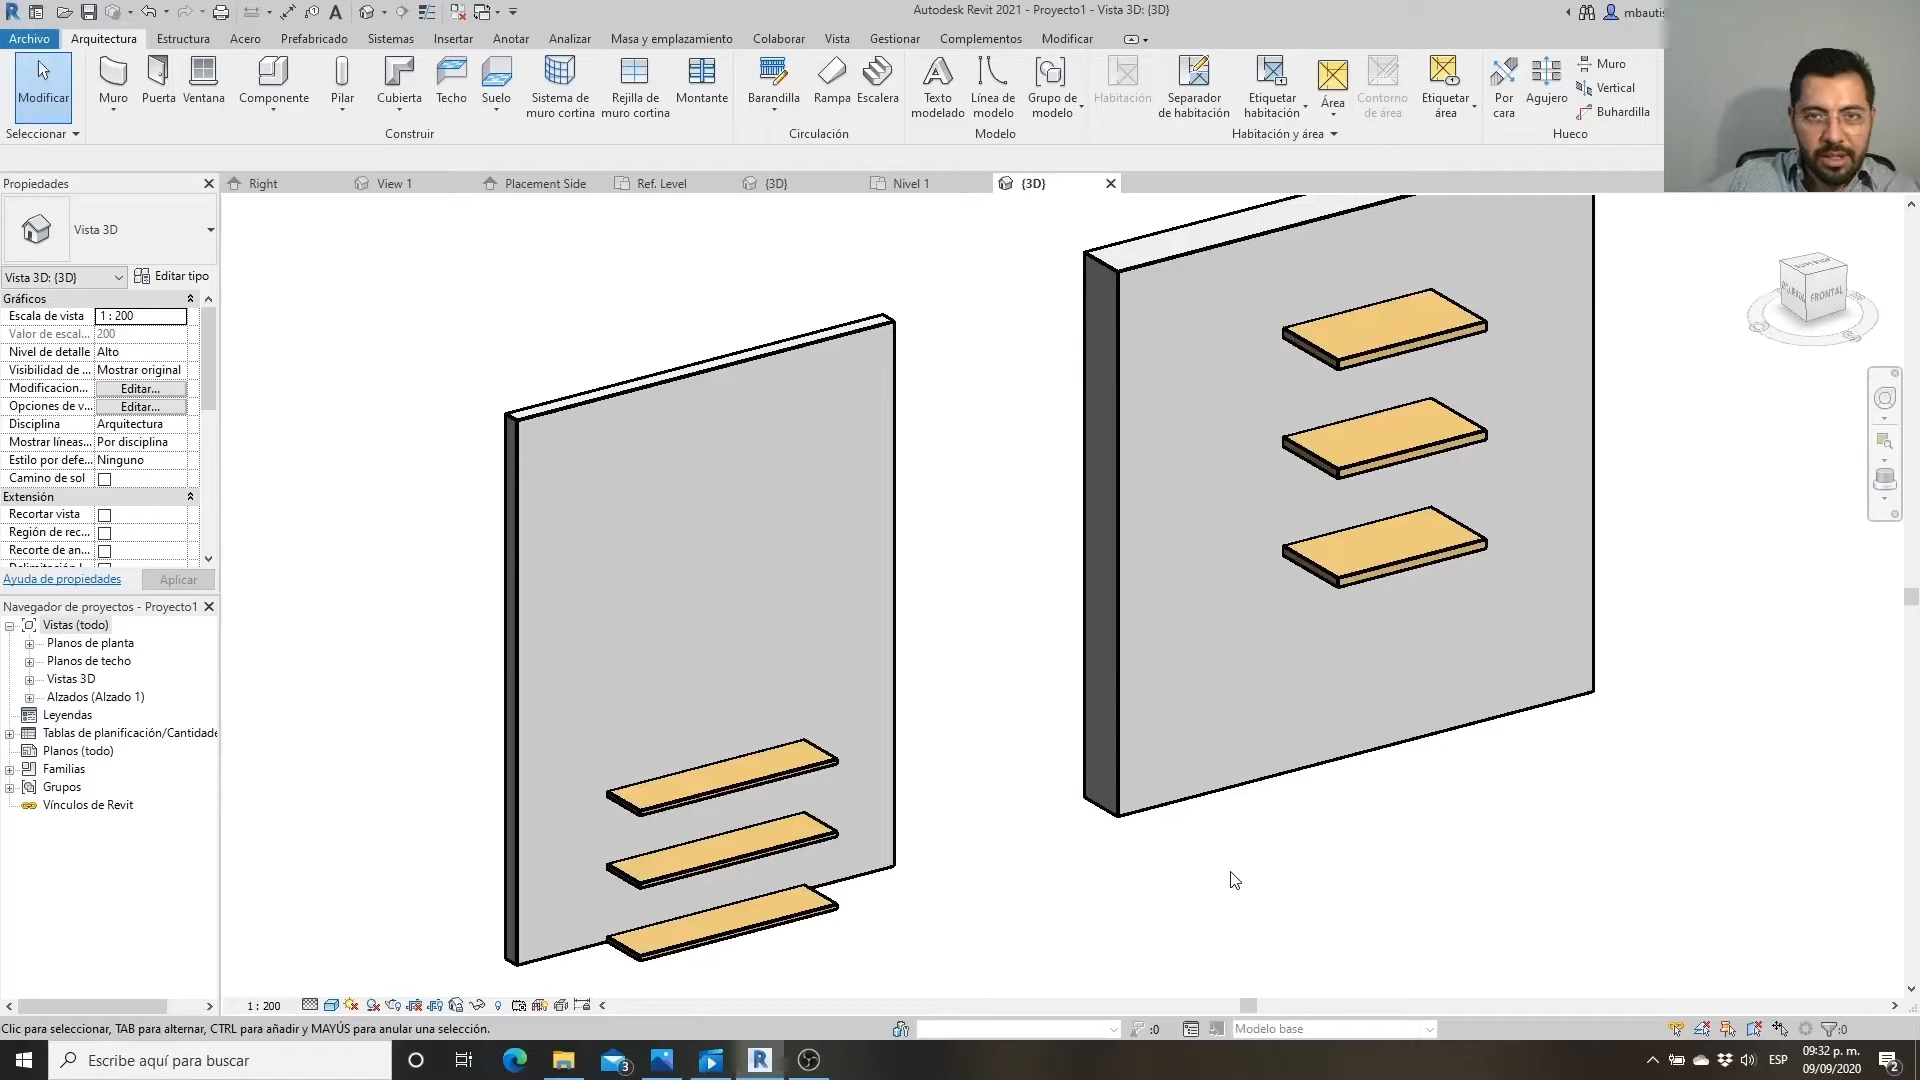 Autodesk Revit 2021 - Proyecto1 - Vista 3D: {3D}
mbautis
Archivo Arquitectura Estructura Acero Prefabricado Sistemas Insertar Anotar Analizar Masa y emplazamiento Colaborar Vista Gestionar Complementos Modificar
Modificar Muro Puerta Ventana Componente Pilar Cubierta Techo Suelo Sistema de muro cortina Rejilla de muro cortina Montante Barandilla Rampa Escalera Texto modelado Línea de modelo Grupo de modelo Habitación Separador de habitación Etiquetar habitación Área Contorno de área Etiquetar área Por cara Agujero
Muro
Vertical
Buhardilla
Seleccionar Construir Circulación Modelo Habitación y área Hueco
Propiedades
Right View 1 Placement Side Ref. Level {3D} Nivel 1 {3D}
Vista 3D
Vista 3D: {3D} Editar tipo
Gráficos
Escala de vista 1 : 200
Valor de escal... 200
Nivel de detalle Alto
Visibilidad de ... Mostrar original
Modificacion... Editar...
Opciones de v... Editar...
Disciplina Arquitectura
Mostrar líneas... Por disciplina
Estilo por defe... Ninguno
Camino de sol
Extensión
Recortar vista
Región de rec...
Recorte de an...
Ayuda de propiedades Aplicar
Navegador de proyectos - Proyecto1
Vistas (todo)
Planos de planta
Planos de techo
Vistas 3D
Alzados (Alzado 1)
Leyendas
Tablas de planificación/Cantidade
Planos (todo)
Familias
Grupos
Vínculos de Revit
FRONTAL
1 : 200
Clic para seleccionar, TAB para alternar, CTRL para añadir y MAYÚS para anular una selección.
:0
Modelo base
:0
Escribe aquí para buscar
3
ESP
09:32 p. m.
09/09/2020
2